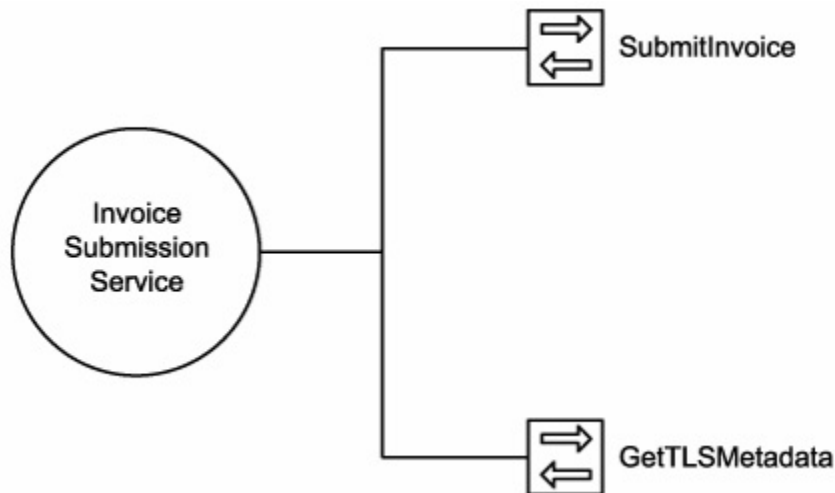 SubmitInvoice
Invoice
Submission
Service
GetTLSMetadata